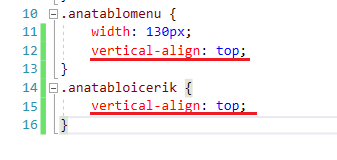 10 .anatablomenu {
11 width: 130px;
12 vertical-align: top;
13 }
14 .anatabloicerik {
15 vertical-align: top;
16 }